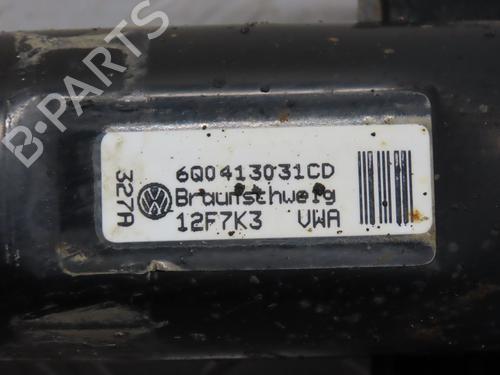 B-PARTS
327A
6Q0413031CD
Braunschweig
12F7K3 VWA